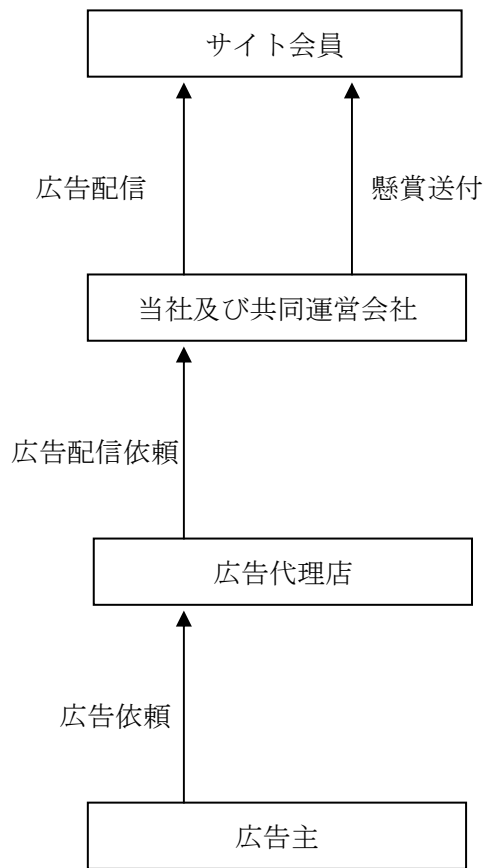 サイト会員
広告配信
懸賞送付
当社及び共同運営会社
広告配信依頼
広告代理店
広告依頼
広告主